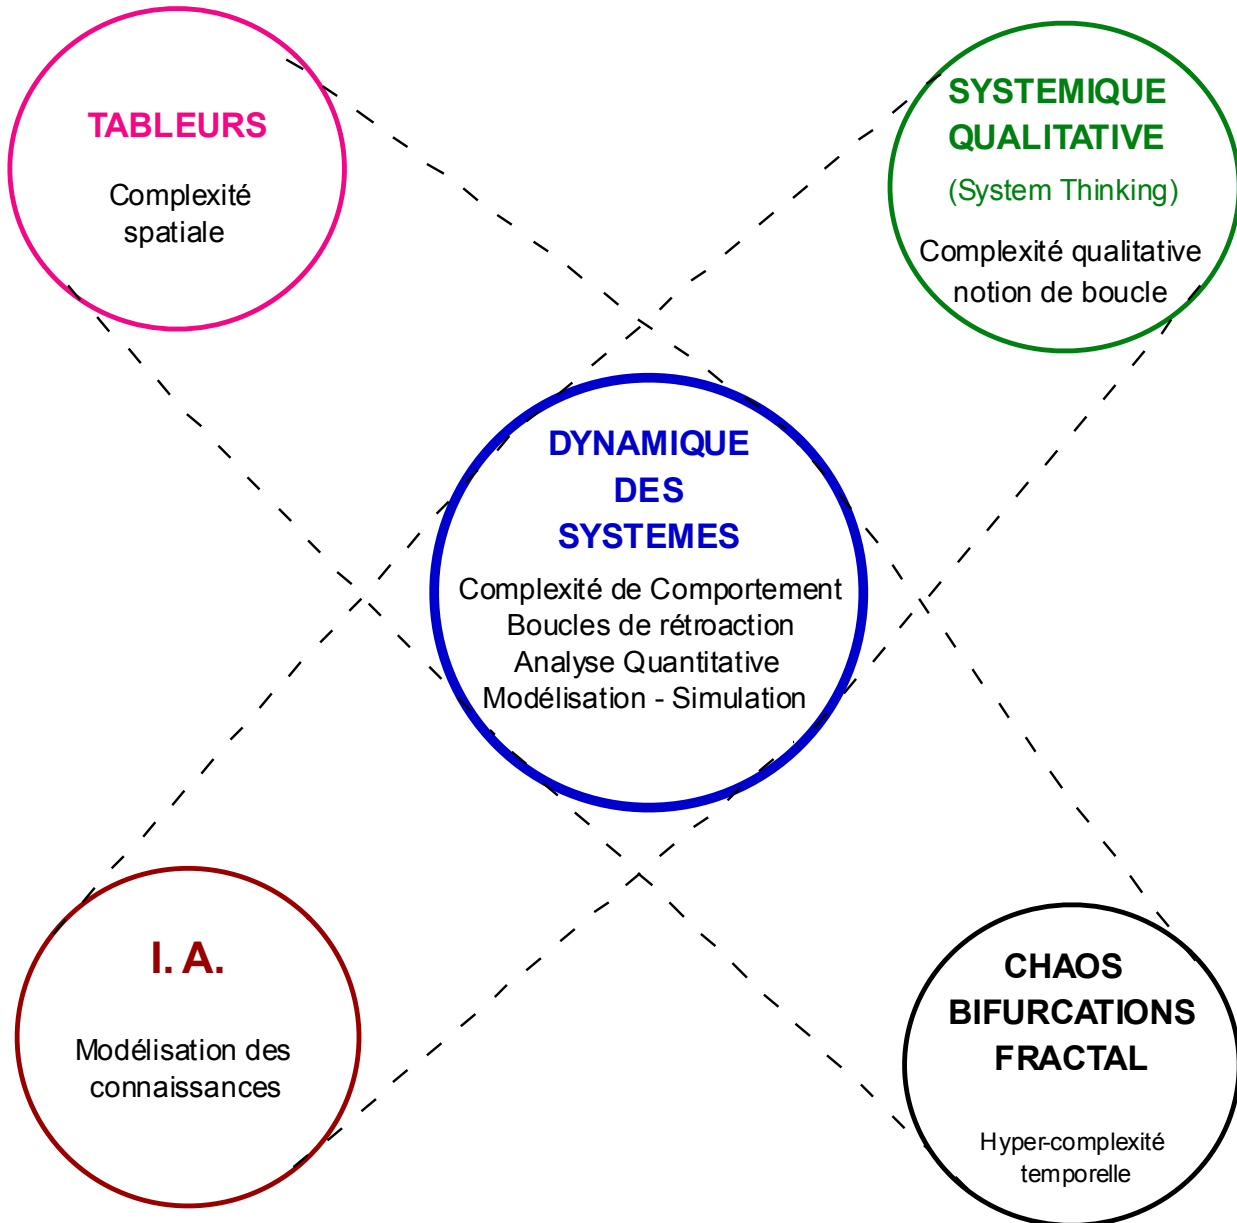 TABLEURS
Complexité
spatiale
SYSTEMIQUE
QUALITATIVE
(System Thinking)
Complexité qualitative
notion de boucle
DYNAMIQUE
DES
SYSTEMES
Complexité de Comportement
Boucles de rétroaction
Analyse Quantitative
Modélisation - Simulation
I. A.
Modélisation des
connaissances
CHAOS
BIFURCATIONS
FRACTAL
Hyper-complexité
temporelle